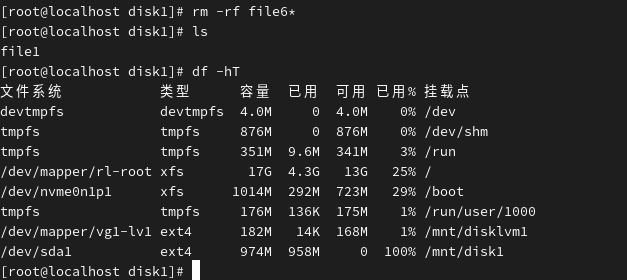 [root@localhost disk1]# rm -rf file6*
[root@localhost disk1]# ls
file1
[root@localhost disk1]# df -hT
文件系统 类型 容量 已用 可用 已用% 挂载点
devtmpfs devtmpfs 4.0M 0 4.0M 0% /dev
tmpfs tmpfs 876M 0 876M 0% /dev/shm
tmpfs tmpfs 351M 9.6M 341M 3% /run
/dev/mapper/rl-root xfs 17G 4.3G 13G 25% /
/dev/nvme0n1p1 xfs 1014M 292M 723M 29% /boot
tmpfs tmpfs 176M 136K 175M 1% /run/user/1000
/dev/mapper/vg1-lv1 ext4 182M 14K 168M 1% /mnt/disklvm1
/dev/sda1 ext4 974M 958M 0 100% /mnt/disk1
[root@localhost disk1]#